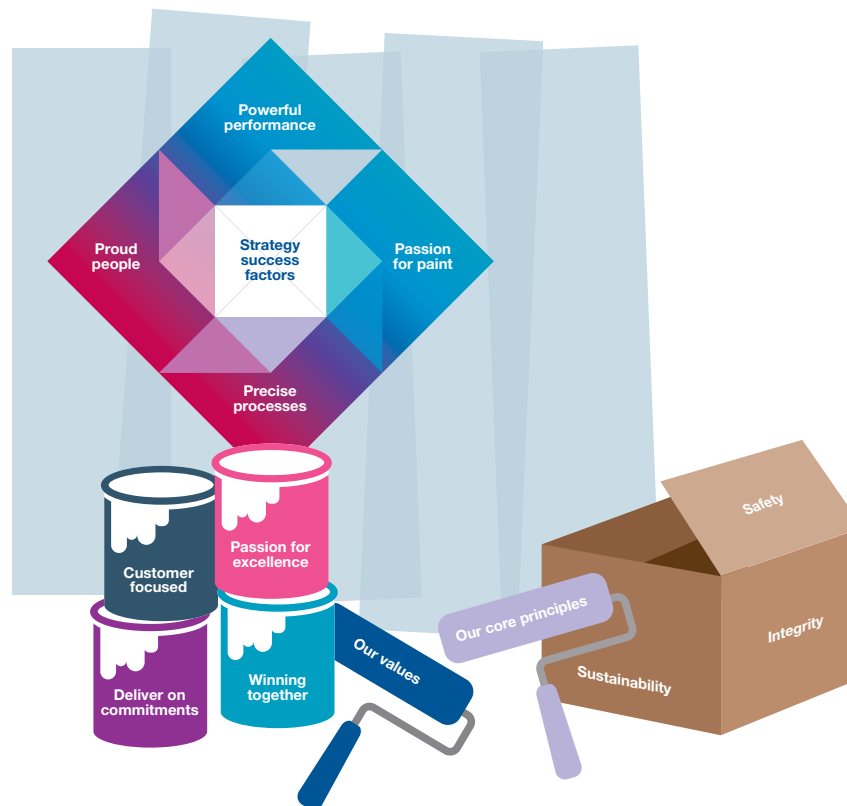 Powerful
performance
Proud
people
Strategy
success
factors
Passion
for paint
Precise
processes
Customer
focused
Passion for
excellence
Deliver on
commitments
Winning
together
Our values
Our core principles
Safety
Integrity
Sustainability